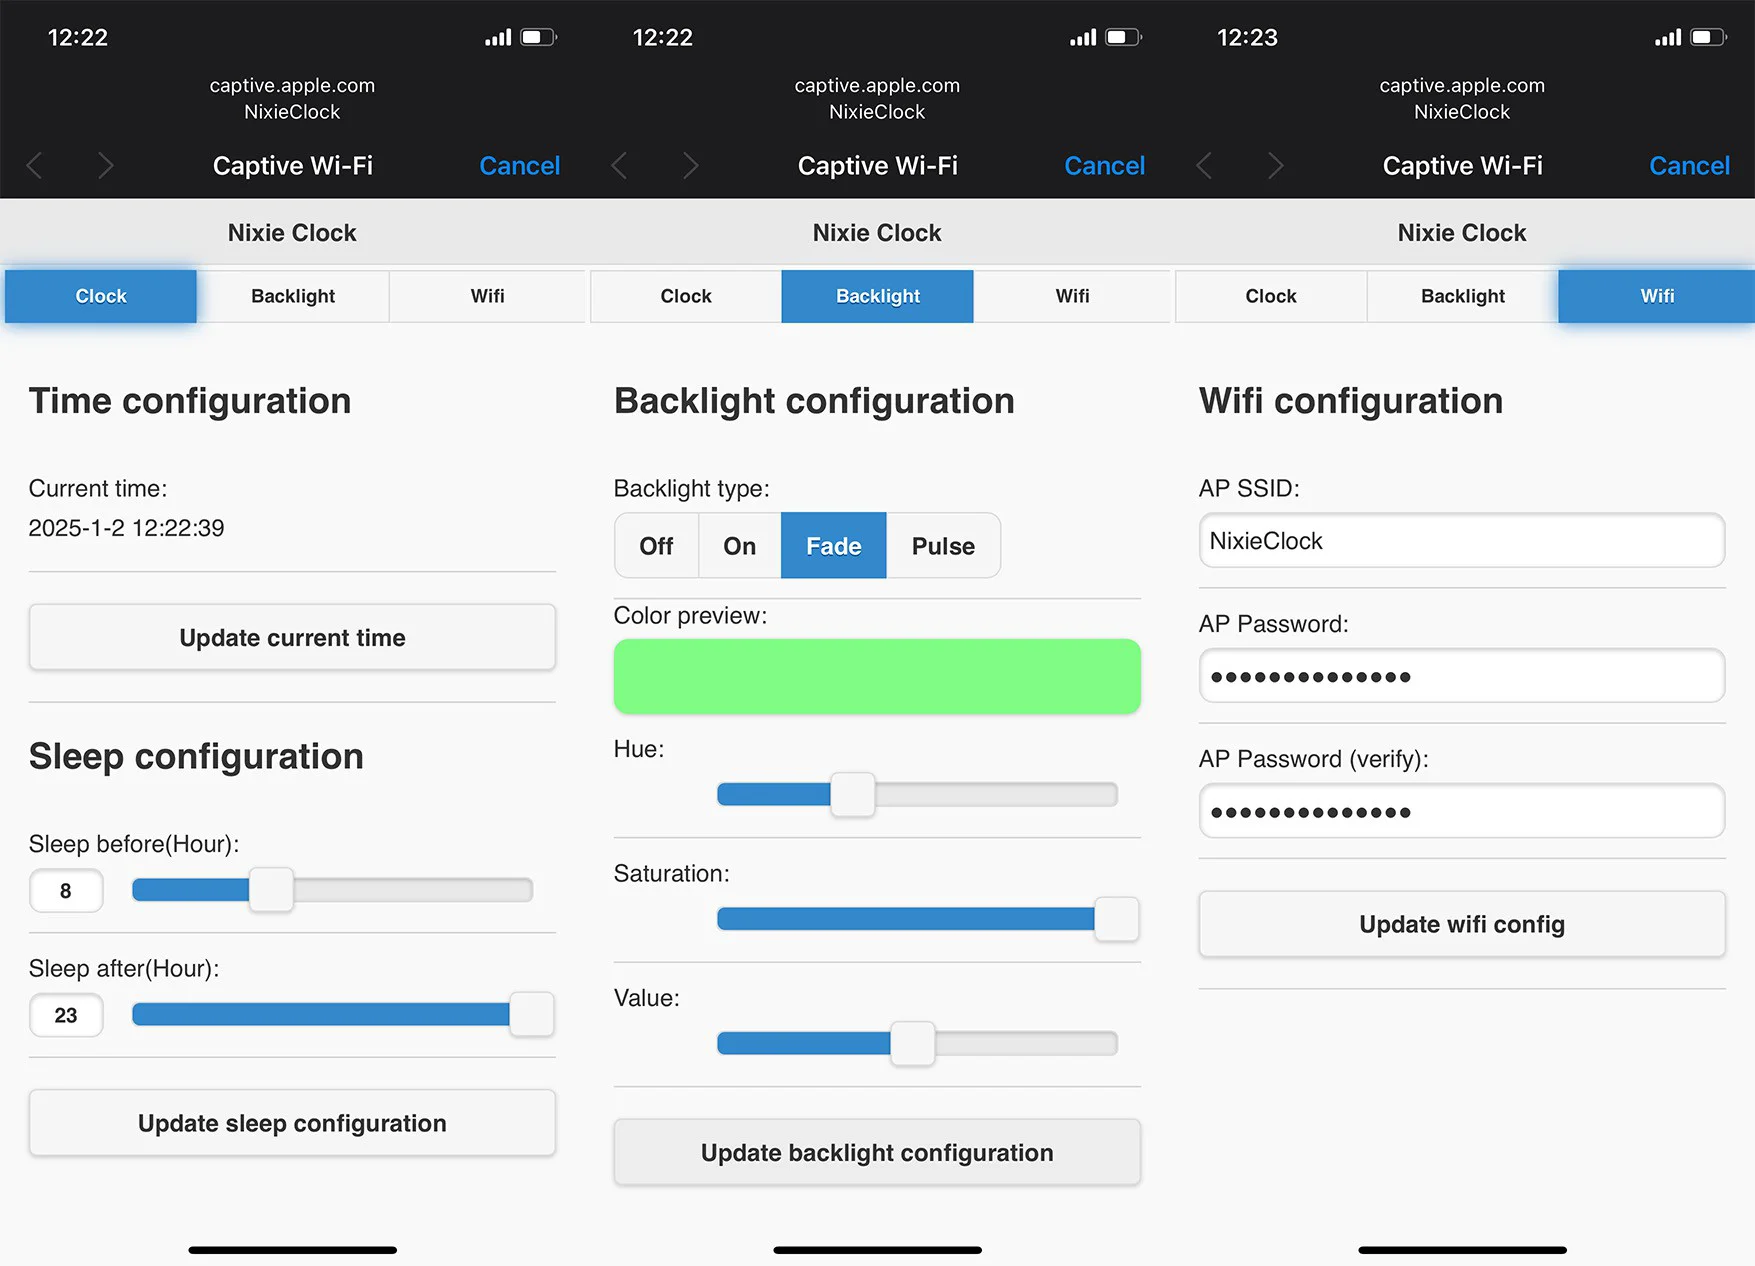 12:22
captive.apple.com
NixieClock
Captive Wi-Fi
Cancel
Nixie Clock
Clock
Backlight
Wifi
Time configuration
Current time:
2025-1-2 12:22:39
Update current time
Sleep configuration
Sleep before(Hour):
8
Sleep after(Hour):
23
Update sleep configuration
12:22
captive.apple.com
NixieClock
Captive Wi-Fi
Cancel
Nixie Clock
Clock
Backlight
Wifi
Backlight configuration
Backlight type:
Off
On
Fade
Pulse
Color preview:
Hue:
Saturation:
Value:
Update backlight configuration
12:23
captive.apple.com
NixieClock
Captive Wi-Fi
Cancel
Nixie Clock
Clock
Backlight
Wifi
Wifi configuration
AP SSID:
NixieClock
AP Password:
••••••••••••••
AP Password (verify):
••••••••••••••
Update wifi config